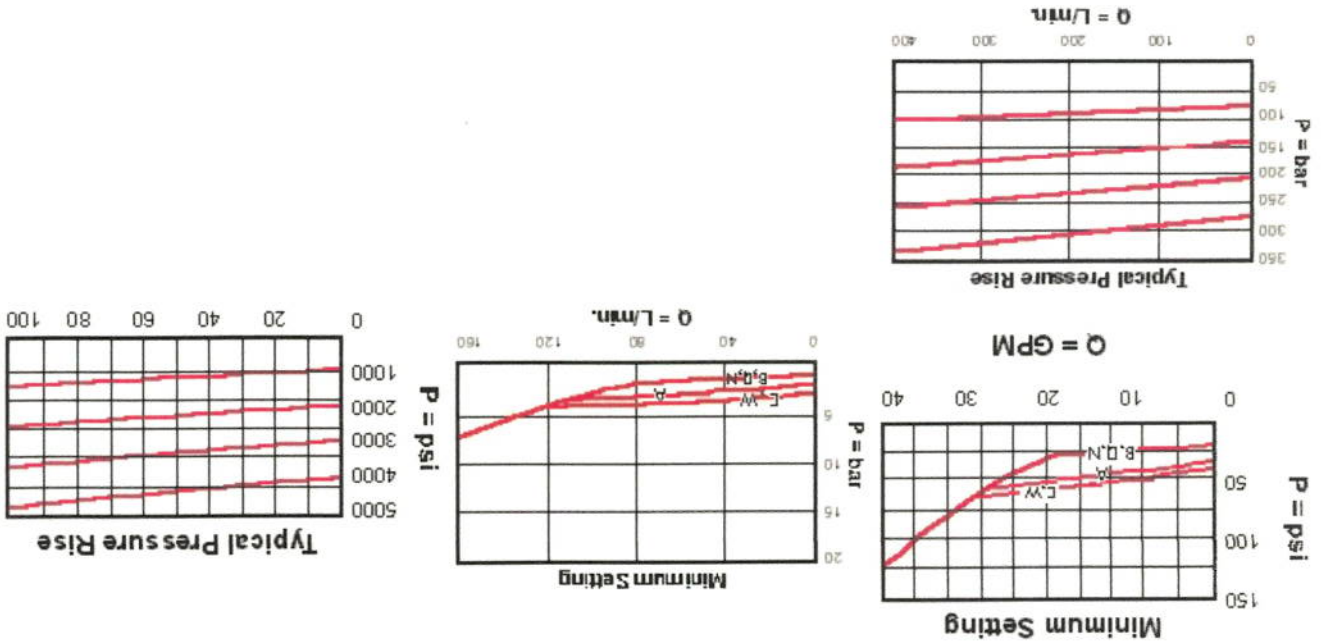 Minimum Setting
P = psi
150
100
50
C,W
A
B,Q,N
0 10 20 30 40
Q = GPM
Minimum Setting
P = bar
20
15
10
5
C,W
A
B,Q,N
0 40 80 120 160
Q = L/min.
Typical Pressure Rise
P = psi
5000
4000
3000
2000
1000
0 20 40 60 80 100
Typical Pressure Rise
P = bar
350
300
250
200
150
100
50
0 100 200 300 400
Q = L/min.